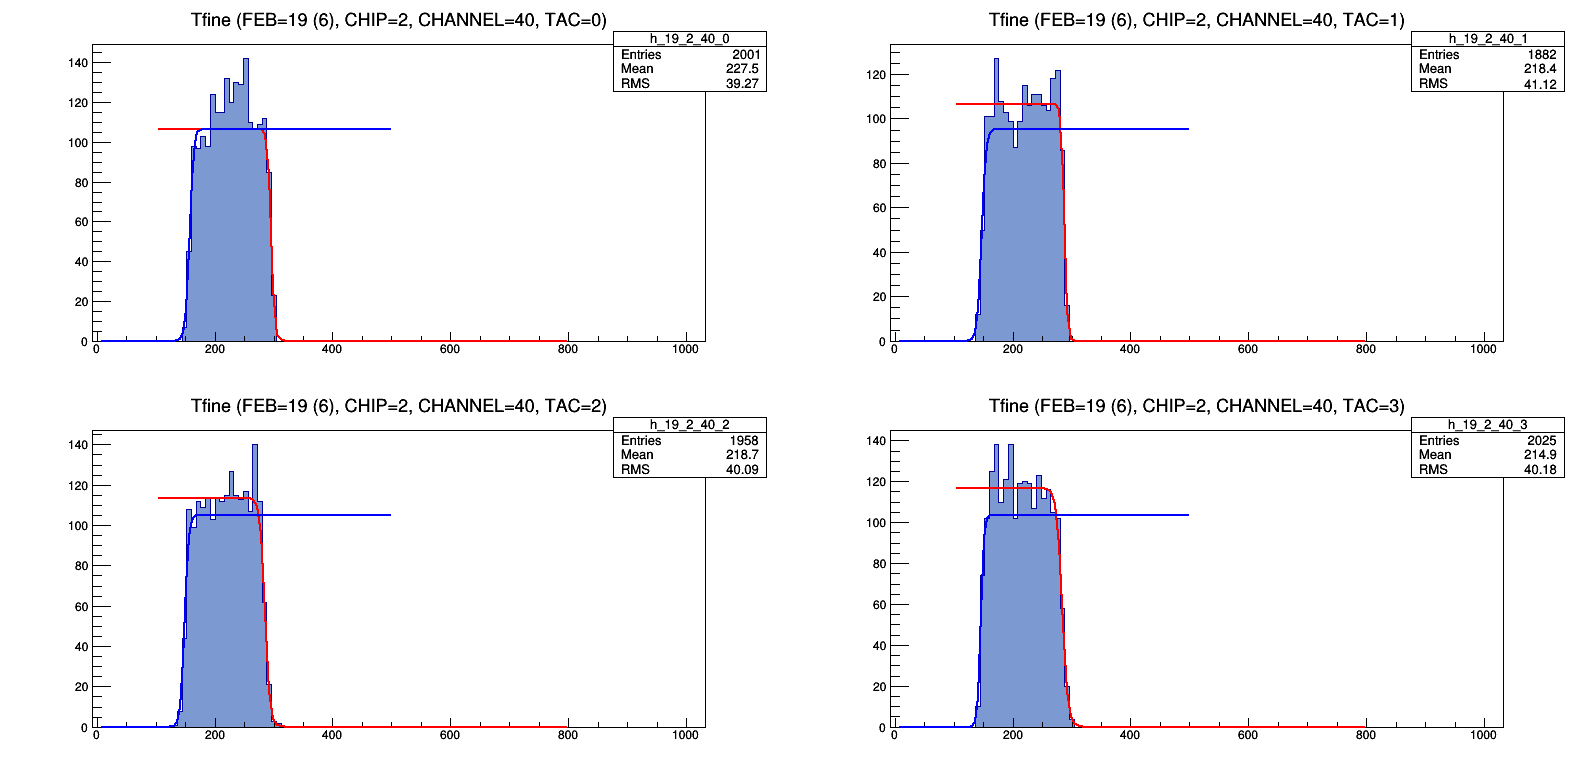 Tfine (FEB=19 (6), CHIP=2, CHANNEL=40, TAC=0)
h_19_2_40_0
Entries 2001
Mean 227.5
RMS 39.27
140
120
100
80
60
40
20
0
0 200 400 600 800 1000
Tfine (FEB=19 (6), CHIP=2, CHANNEL=40, TAC=1)
h_19_2_40_1
Entries 1882
Mean 218.4
RMS 41.12
120
100
80
60
40
20
0
0 200 400 600 800 1000
Tfine (FEB=19 (6), CHIP=2, CHANNEL=40, TAC=2)
h_19_2_40_2
Entries 1958
Mean 218.7
RMS 40.09
140
120
100
80
60
40
20
0
0 200 400 600 800 1000
Tfine (FEB=19 (6), CHIP=2, CHANNEL=40, TAC=3)
h_19_2_40_3
Entries 2025
Mean 214.9
RMS 40.18
140
120
100
80
60
40
20
0
0 200 400 600 800 1000